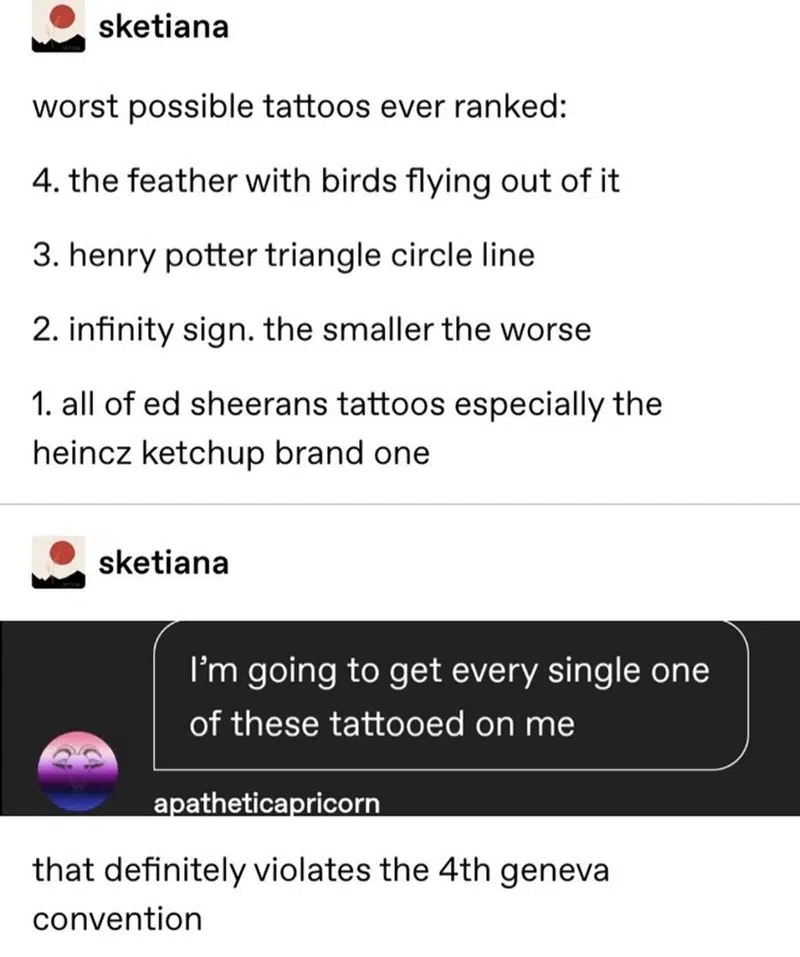 sketiana
worst possible tattoos ever ranked:
4. the feather with birds flying out of it
3. henry potter triangle circle line
2. infinity sign. the smaller the worse
1. all of ed sheerans tattoos especially the
heincz ketchup brand one
sketiana
I'm going to get every single one
of these tattooed on me
apatheticapricorn
that definitely violates the 4th geneva
convention